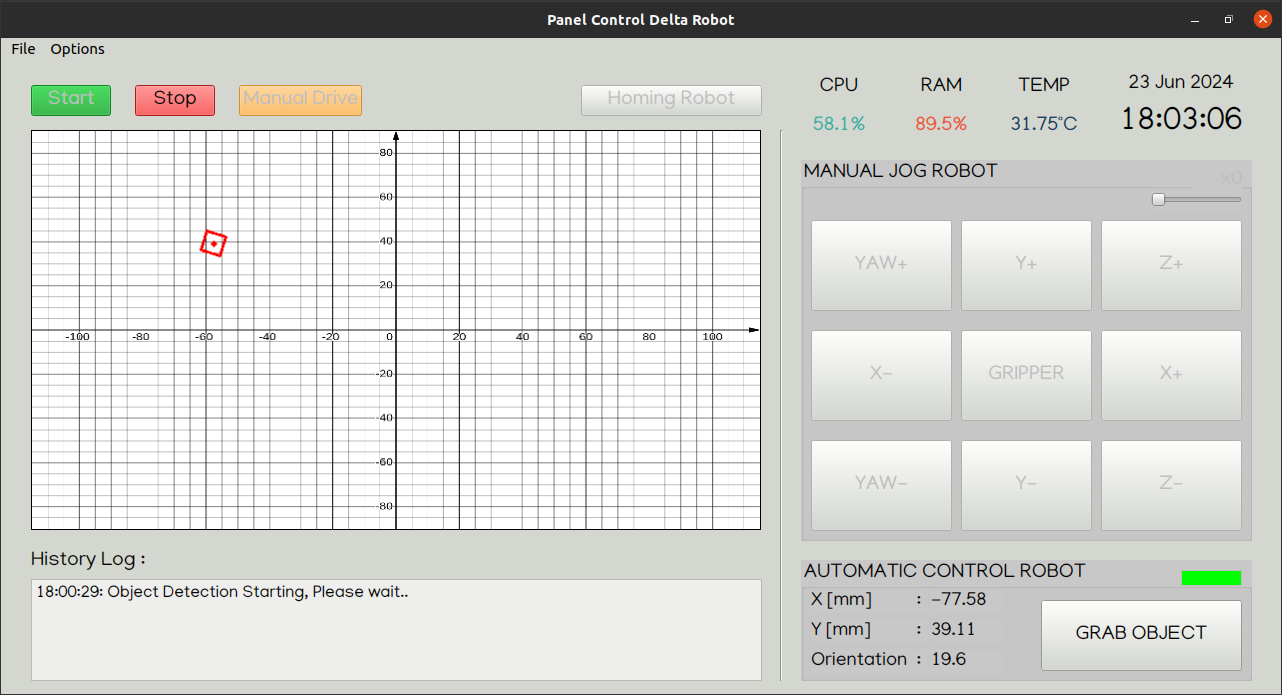 Panel Control Delta Robot
File Options
Start Stop Manual Drive Homing Robot
CPU RAM TEMP 23 Jun 2024
58.1% 89.5% 31.75°C 18:03:06
80
60
40
20
-100 -80 -60 -40 -20 0 20 40 60 80 100
-20
-40
-60
-80
MANUAL JOG ROBOT x0
YAW+ Y+ Z+
X- GRIPPER X+
YAW- Y- Z-
History Log :
18:00:29: Object Detection Starting, Please wait..
AUTOMATIC CONTROL ROBOT
X [mm] : -77.58
Y [mm] : 39.11
Orientation : 19.6
GRAB OBJECT